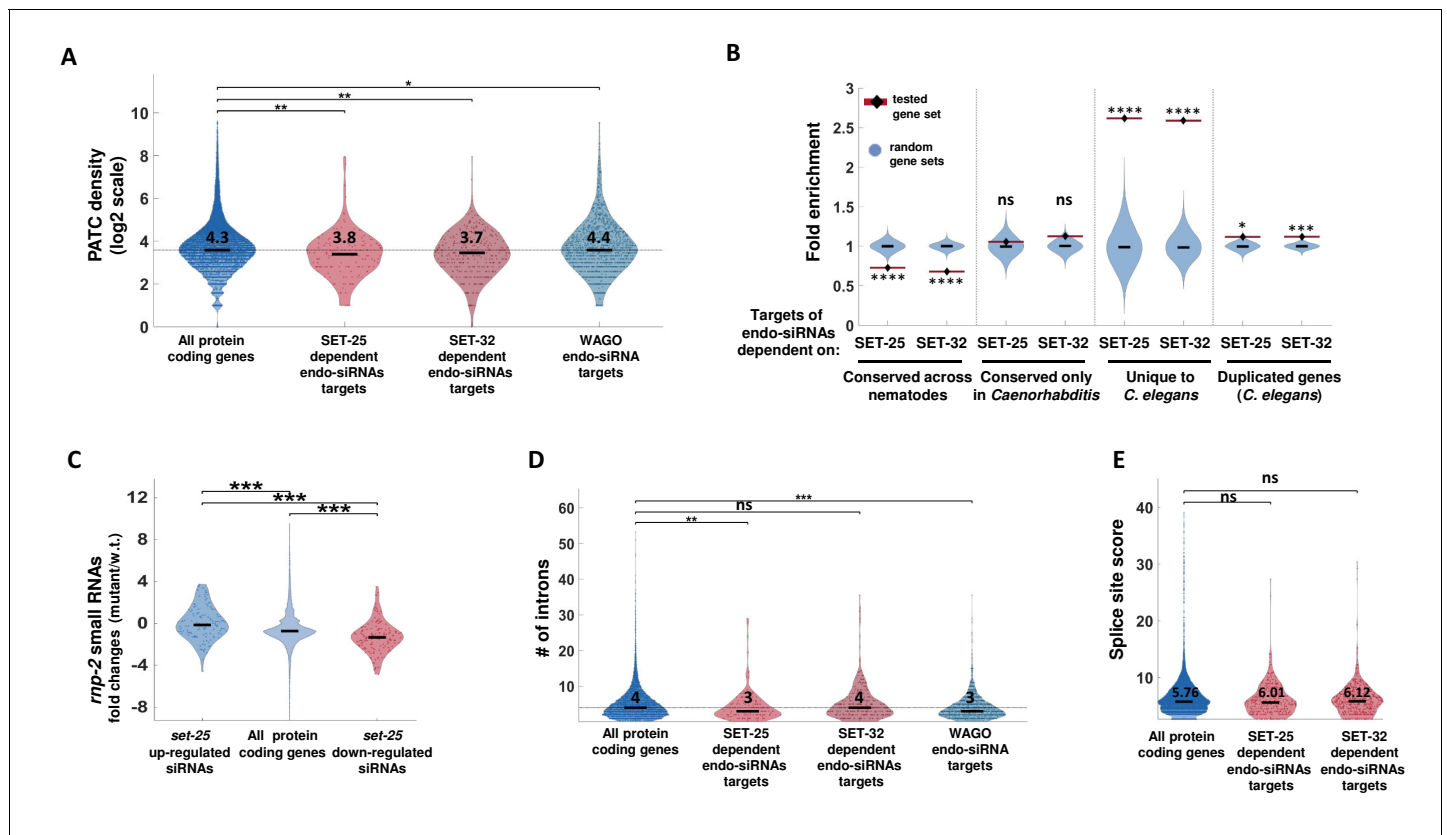 A
PATC density
(log2 scale)
10
8
6
4
2
0
*
**
**
4.3
3.8
3.7
4.4
All protein
coding genes
SET-25
dependent
endo-siRNAs
targets
SET-32
dependent
endo-siRNAs
targets
WAGO
endo-siRNA
targets
B
Fold enrichment
3
2.5
2
1.5
1
0.5
0
tested
gene set
random
gene sets
****
****
ns
ns
****
****
*
***
Targets of
endo-siRNAs
dependent on:
SET-25 SET-32 SET-25 SET-32 SET-25 SET-32 SET-25 SET-32
Conserved across
nematodes
Conserved only
in Caenorhabditis
Unique to
C. elegans
Duplicated genes
(C. elegans)
C
rnp-2 small RNAs
fold changes (mutant/w.t.)
12
8
4
0
-4
-8
***
***
***
set-25
up-regulated
siRNAs
All protein
coding genes
set-25
down-regulated
siRNAs
D
# of introns
60
50
40
30
20
10
***
ns
**
4
3
4
3
All protein
coding genes
SET-25
dependent
endo-siRNAs
targets
SET-32
dependent
endo-siRNAs
targets
WAGO
endo-siRNA
targets
E
Splice site score
40
30
20
10
0
ns
ns
5.76
6.01
6.12
All protein
coding genes
SET-25
dependent
endo-siRNAs
targets
SET-32
dependent
endo-siRNAs
targets